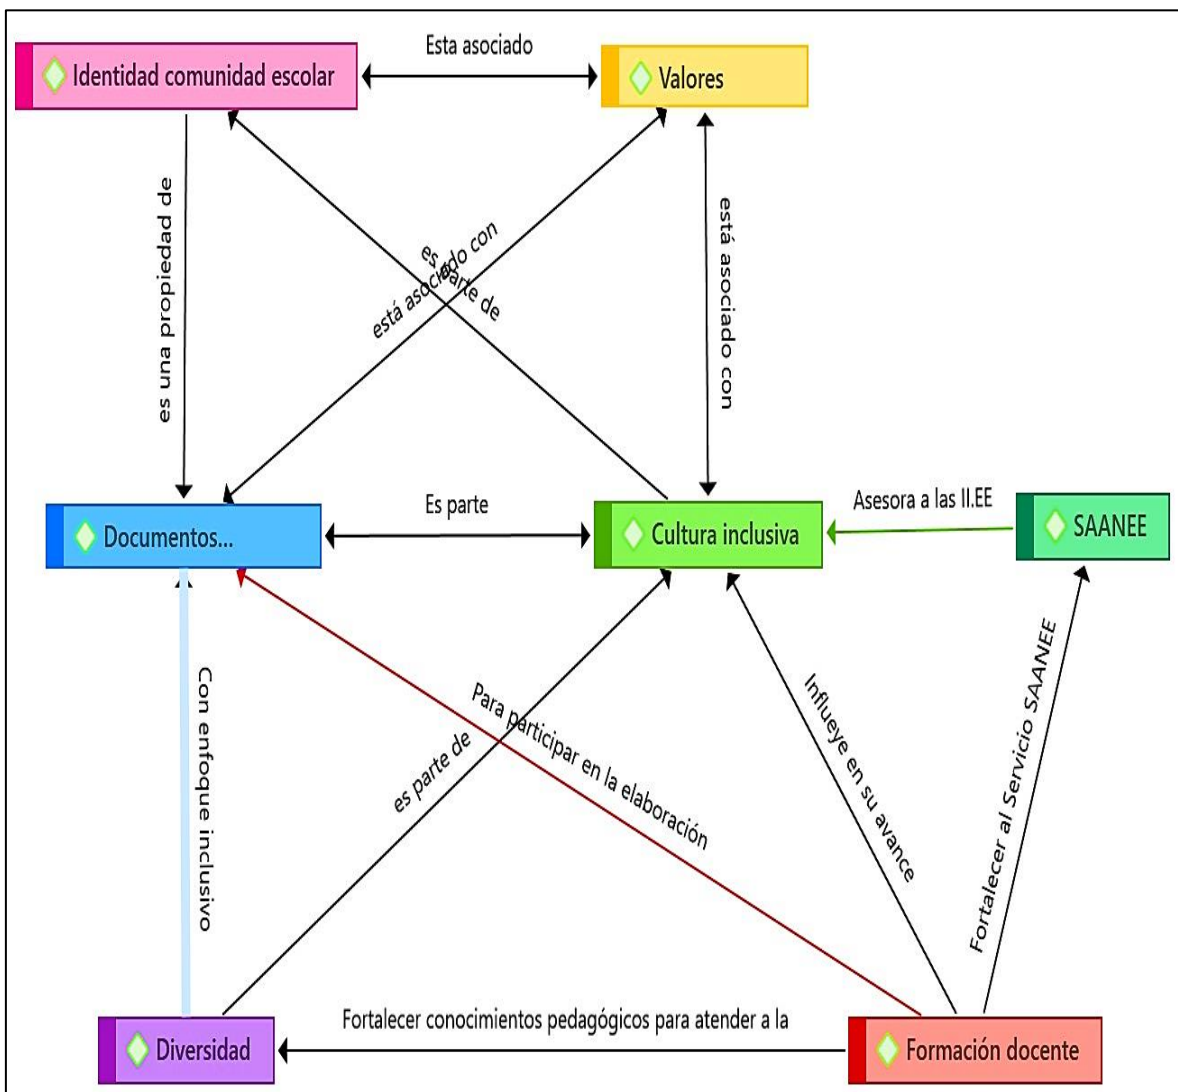 Esta asociado
Identidad comunidad escolar
Valores
es una propiedad de
está asociado con
es parte de
está asociado con
Documentos...
Es parte
Cultura inclusiva
Asesora a las II.EE
SAANEE
Con enfoque inclusivo
es parte de
Para participar en la elaboración
Influeye en su avance
Fortalecer al Servicio SAANEE
Diversidad
Fortalecer conocimientos pedagógicos para atender a la
Formación docente